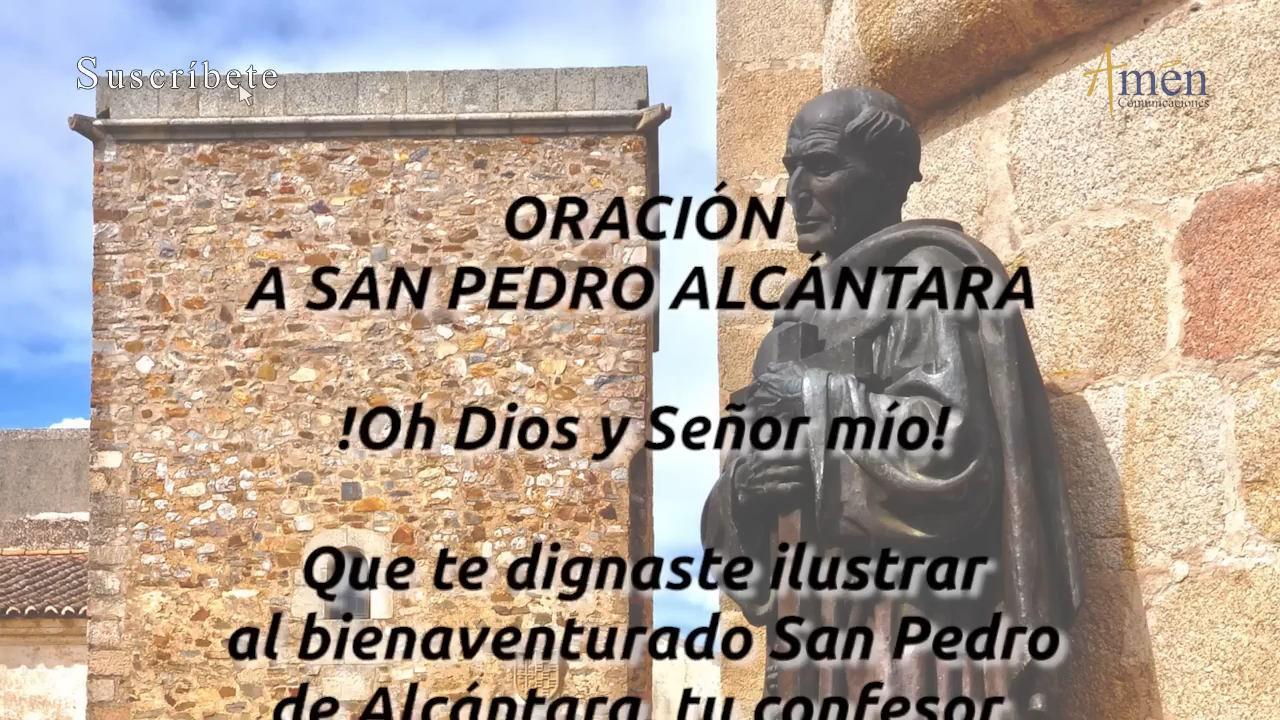 Suscríbete
Amén
Comunicaciones
ORACIÓN
A SAN PEDRO ALCÁNTARA
!Oh Dios y Señor mío!
Que te dignaste ilustrar
al bienaventurado San Pedro
de Alcántara, tu confesor